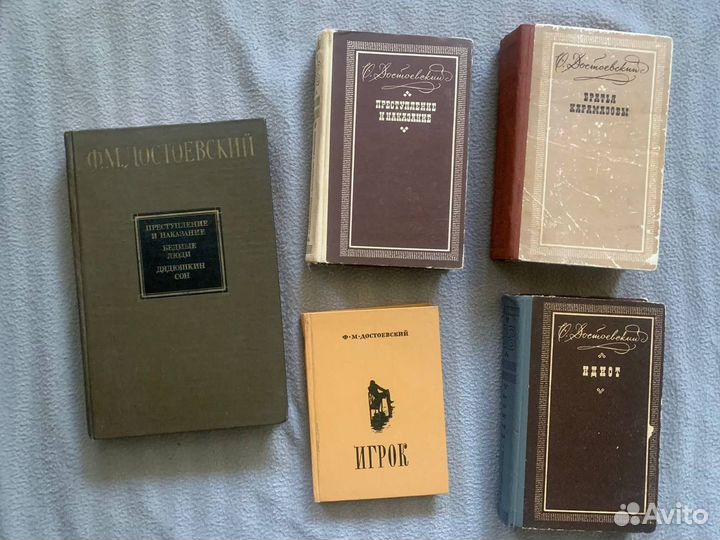 Ф.М.ДОСТОЕВСКИЙ
ПРЕСТУПЛЕНИЕ
И НАКАЗАНИЕ
БЕДНЫЕ
ЛЮДИ
ДЯДЮШКИН
СОН
Ф. Достоевский
ПРЕСТУПЛЕНИЕ
И НАКАЗАНИЕ
Ф. Достоевский
БРАТЬЯ
КАРАМАЗОВЫ
Ф•М•ДОСТОЕВСКИЙ
ИГРОК
Ф. Достоевский
ИДИОТ
Avito